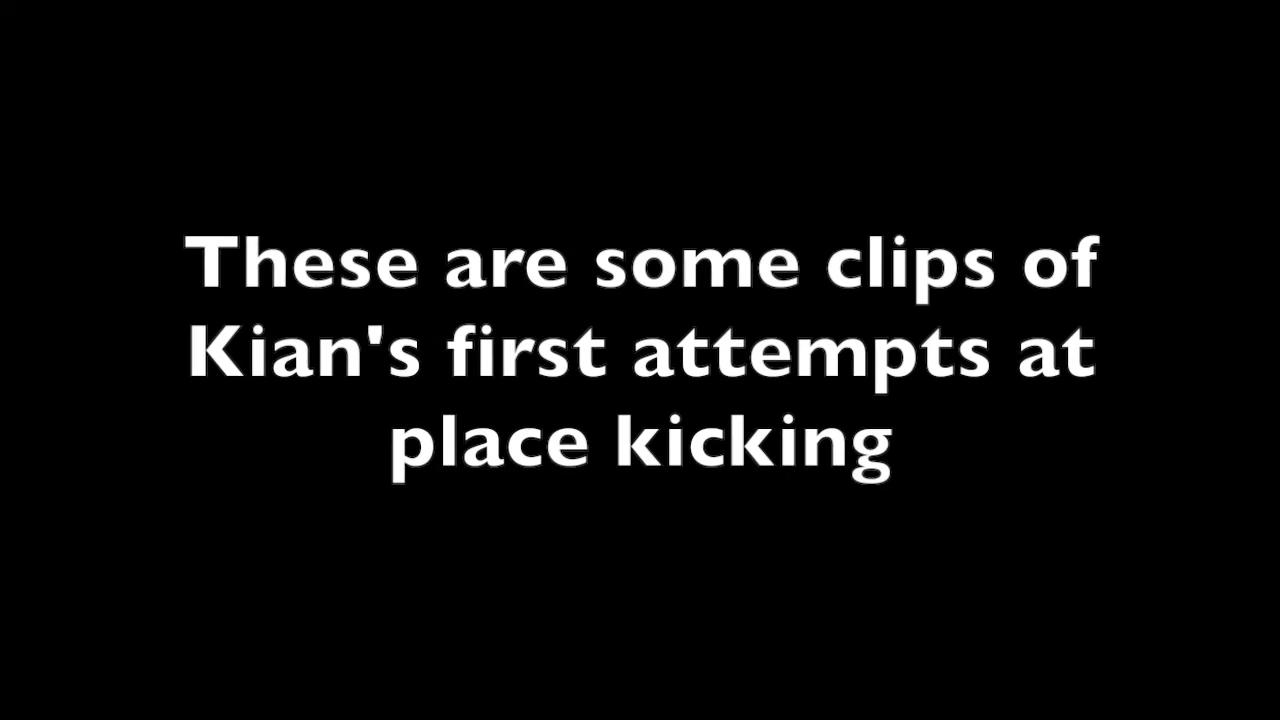 These are some clips of
Kian's first attempts at
place kicking